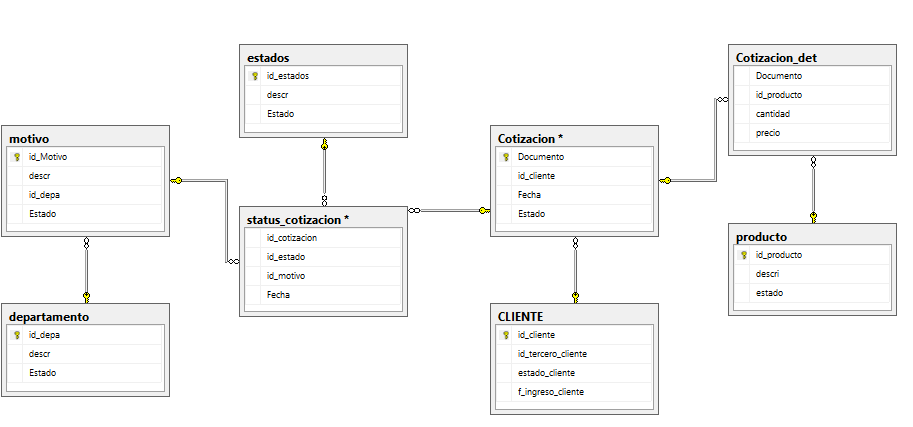 estados
id_estados
descr
Estado
Cotizacion_det
Documento
id_producto
cantidad
precio
motivo
id_Motivo
descr
id_depa
Estado
Cotizacion *
Documento
id_cliente
Fecha
Estado
status_cotizacion *
id_cotizacion
id_estado
id_motivo
Fecha
producto
id_producto
descri
estado
departamento
id_depa
descr
Estado
CLIENTE
id_cliente
id_tercero_cliente
estado_cliente
f_ingreso_cliente